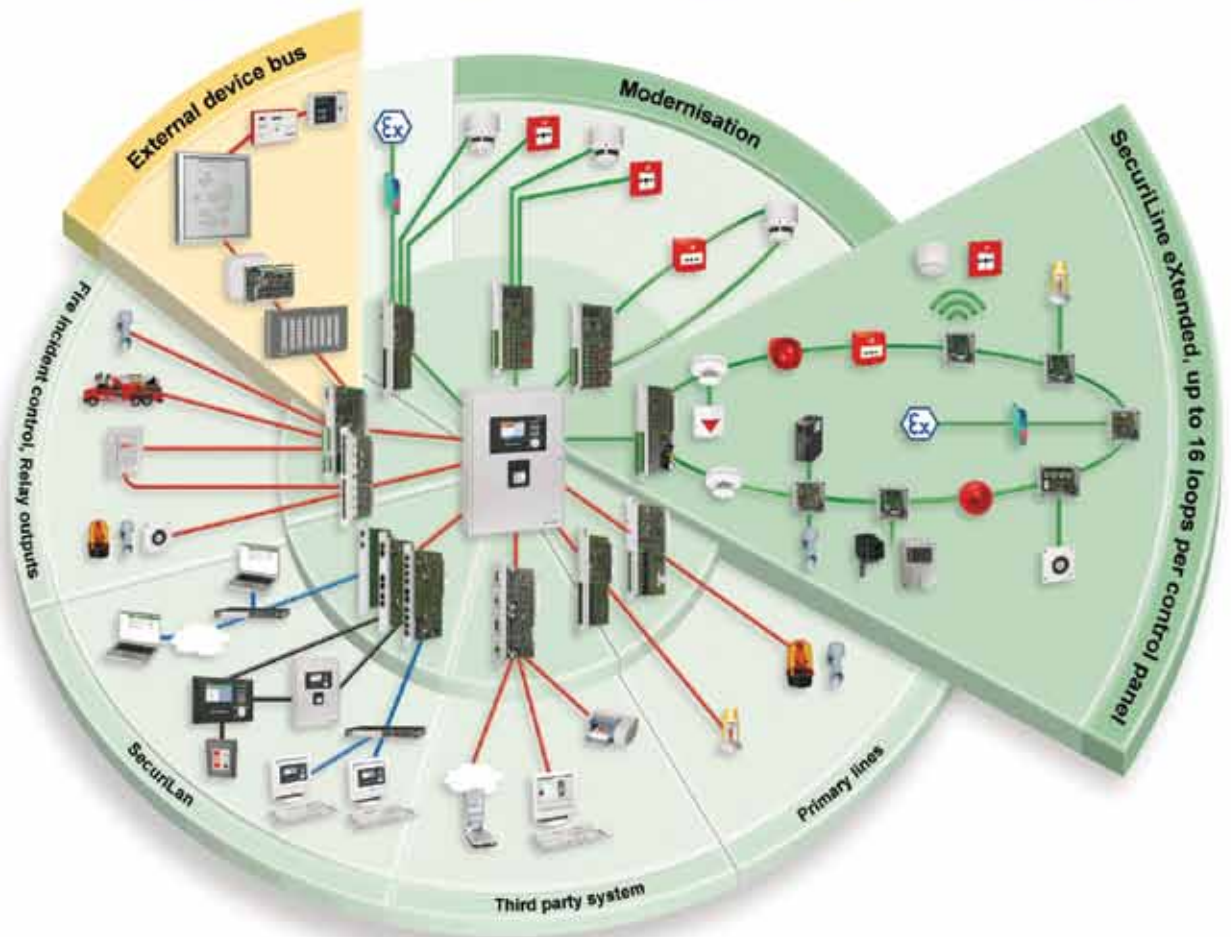 External device bus
Modernisation
SecuriLine eXtended, up to 16 loops per control panel
Ex
Ex
Fire Incident control, Relay outputs
SecuriLan
Third party system
Primary lines